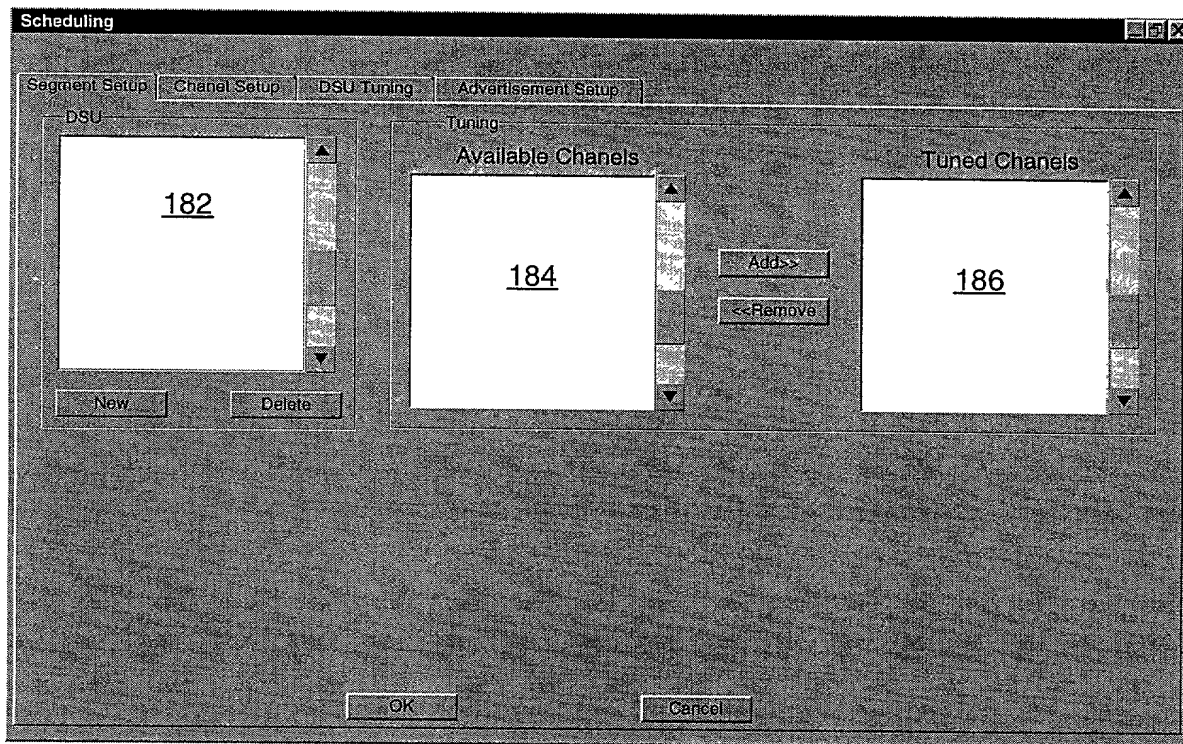 Scheduling
Segment Setup Chanel Setup DSU Tuning Advertisement Setup
DSU
Tuning
Available Chanels
Tuned Chanels
182
184
186
Add>>
<<Remove
New Delete
OK Cancel